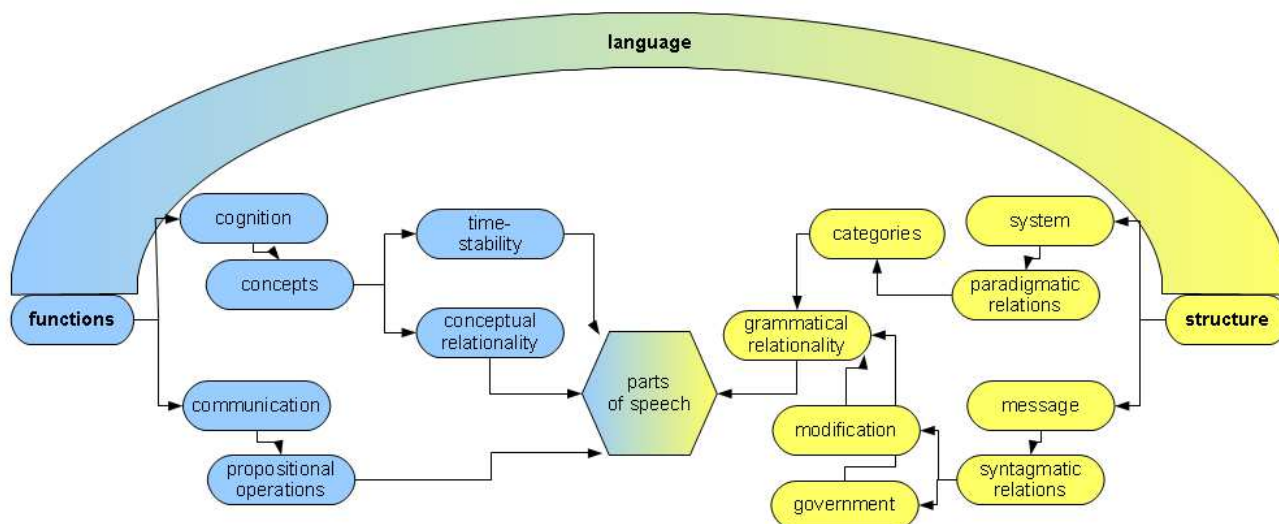 language
cognition
time-
stability
categories
system
concepts
paradigmatic
relations
functions
conceptual
relationality
grammatical
relationality
structure
parts
of speech
communication
message
modification
propositional
operations
syntagmatic
relations
government